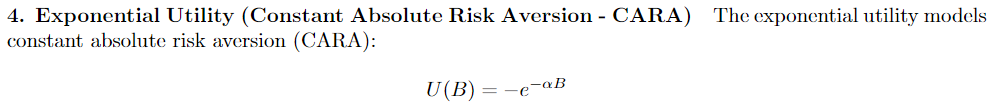 4. Exponential Utility (Constant Absolute Risk Aversion - CARA) The exponential utility models
constant absolute risk aversion (CARA):
U(B) = −e^{−αB}